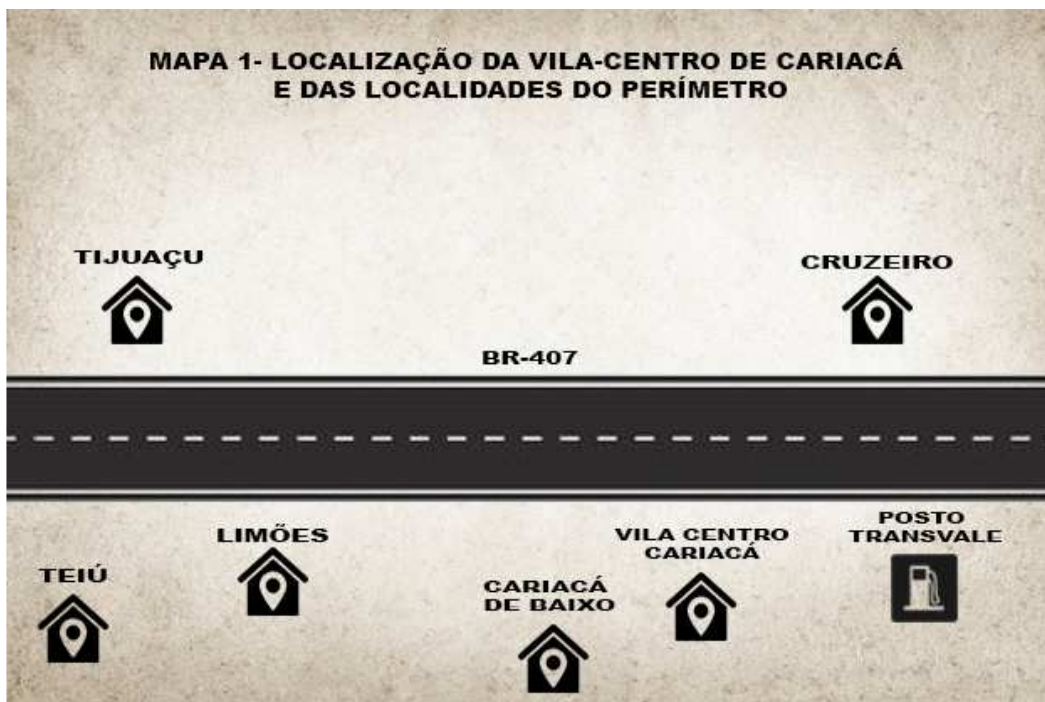 MAPA 1- LOCALIZAÇÃO DA VILA-CENTRO DE CARIACÁ
E DAS LOCALIDADES DO PERÍMETRO
TIJUAÇU
CRUZEIRO
BR-407
LIMÕES
TEIÚ
CARIACÁ
DE BAIXO
VILA CENTRO
CARIACÁ
POSTO
TRANSVALE